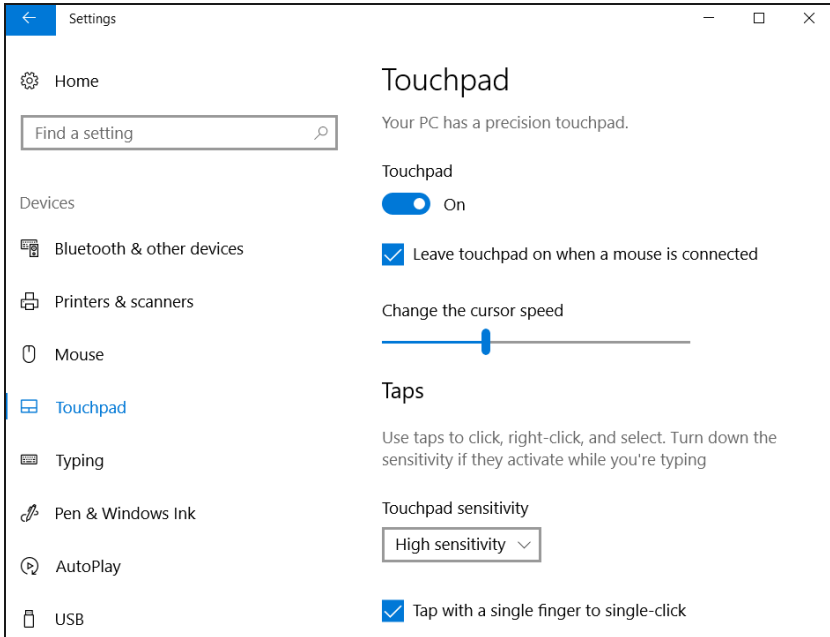 Settings
Home
Find a setting
Devices
Bluetooth & other devices
Printers & scanners
Mouse
Touchpad
Typing
Pen & Windows Ink
AutoPlay
USB
Touchpad
Your PC has a precision touchpad.
Touchpad
On
Leave touchpad on when a mouse is connected
Change the cursor speed
Taps
Use taps to click, right-click, and select. Turn down the
sensitivity if they activate while you're typing
Touchpad sensitivity
High sensitivity
Tap with a single finger to single-click